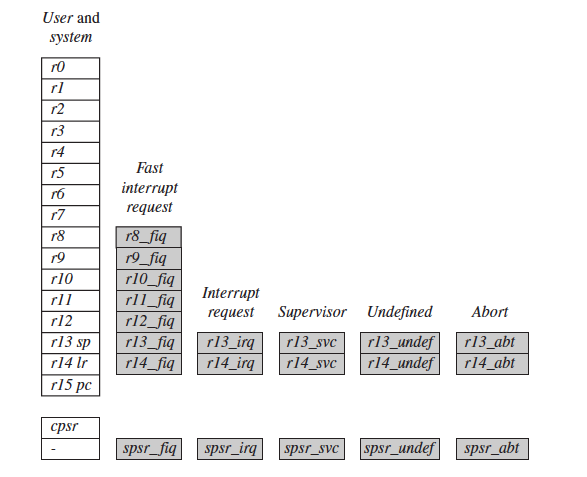 User and
system
r0
r1
r2
r3
r4
r5
r6
r7
r8
r9
r10
r11
r12
r13 sp
r14 lr
r15 pc
cpsr
-
Fast
interrupt
request
r8_fiq
r9_fiq
r10_fiq
r11_fiq
r12_fiq
r13_fiq
r14_fiq
spsr_fiq
Interrupt
request
r13_irq
r14_irq
spsr_irq
Supervisor
r13_svc
r14_svc
spsr_svc
Undefined
r13_undef
r14_undef
spsr_undef
Abort
r13_abt
r14_abt
spsr_abt